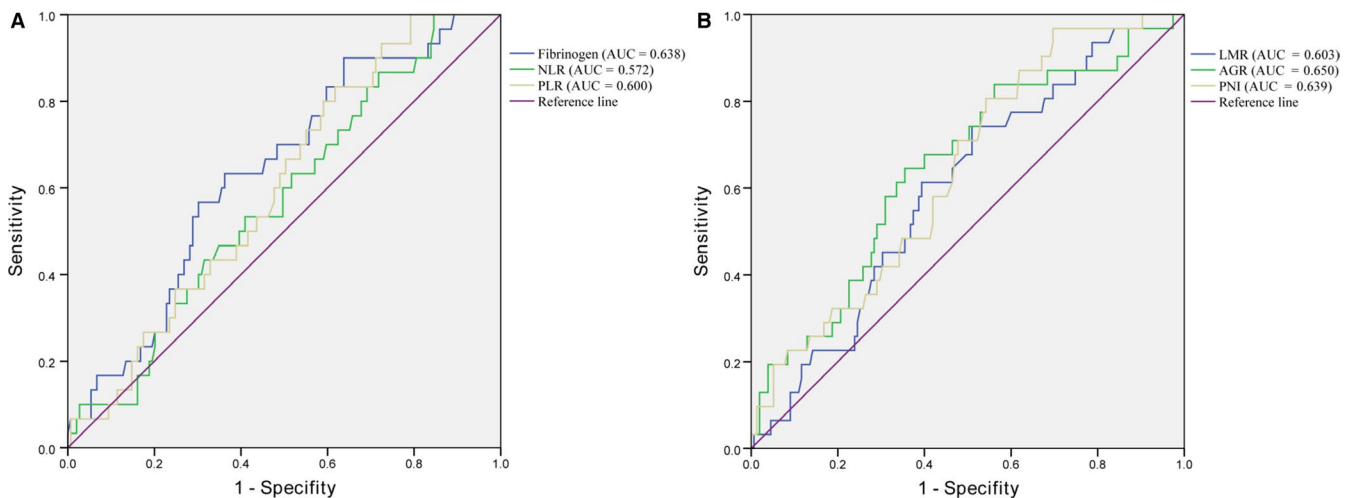 A
1.0
0.8
0.6
0.4
0.2
0.0
Sensitivity
0.0 0.2 0.4 0.6 0.8 1.0
1 - Specifity
Fibrinogen (AUC = 0.638)
NLR (AUC = 0.572)
PLR (AUC = 0.600)
Reference line
B
1.0
0.8
0.6
0.4
0.2
0.0
Sensitivity
0.0 0.2 0.4 0.6 0.8 1.0
1 - Specifity
LMR (AUC = 0.603)
AGR (AUC = 0.650)
PNI (AUC = 0.639)
Reference line